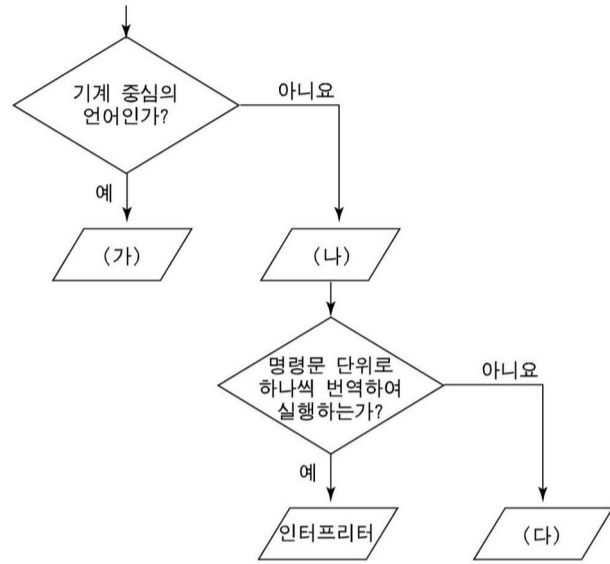 기계 중심의
언어인가?
아니요
예
(가)
(나)
명령문 단위로
하나씩 번역하여
실행하는가?
아니요
예
인터프리터
(다)